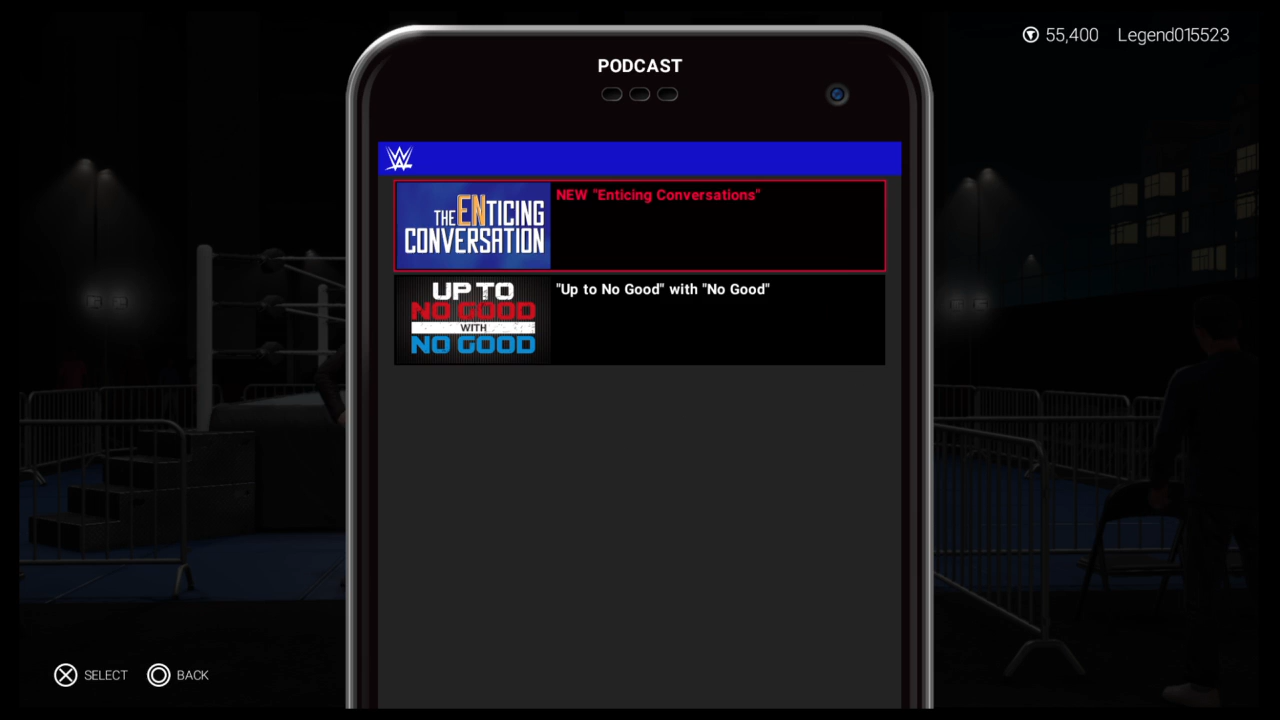 55,400 Legend015523
PODCAST
W
THE ENTICING
CONVERSATION
NEW "Enticing Conversations"
UP TO
NO GOOD
WITH
NO GOOD
"Up to No Good" with "No Good"
SELECT BACK